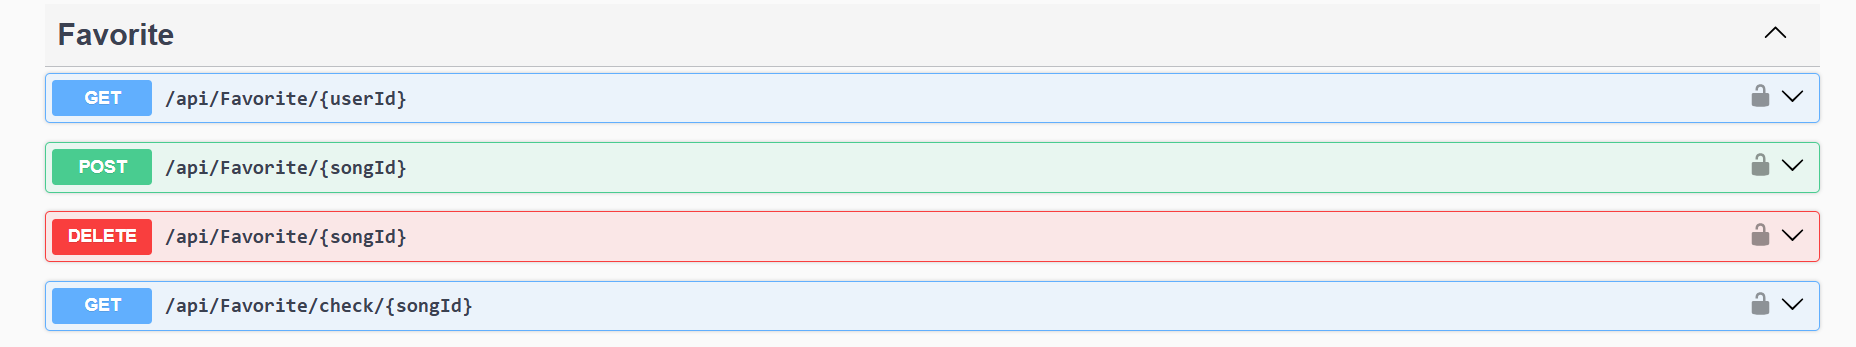 Favorite
GET /api/Favorite/{userId}
POST /api/Favorite/{songId}
DELETE /api/Favorite/{songId}
GET /api/Favorite/check/{songId}